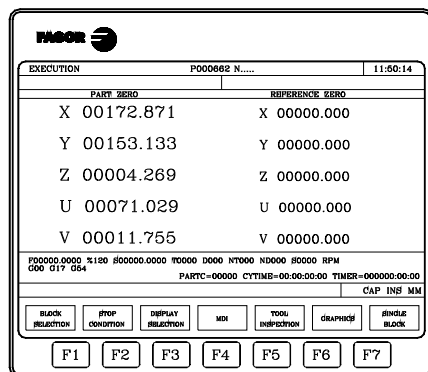 FAGOR
EXECUTION P000662 N..... 11:50:14
PART ZERO REFERENCE ZERO
X 00172.871 X 00000.000
Y 00153.133 Y 00000.000
Z 00004.269 Z 00000.000
U 00071.029 U 00000.000
V 00011.755 V 00000.000
F00000.0000 %120 S00000.0000 T0000 D000 NT000 ND000 S0000 RPM
G00 G17 G54
PARTC=00000 CYTIME=00:00:00:00 TIMER=000000:00:00
CAP INS MM
BLOCK SELECTION STOP CONDITION DISPLAY SELECTION MDI TOOL INSPECTION GRAPHICS SINGLE BLOCK
F1 F2 F3 F4 F5 F6 F7